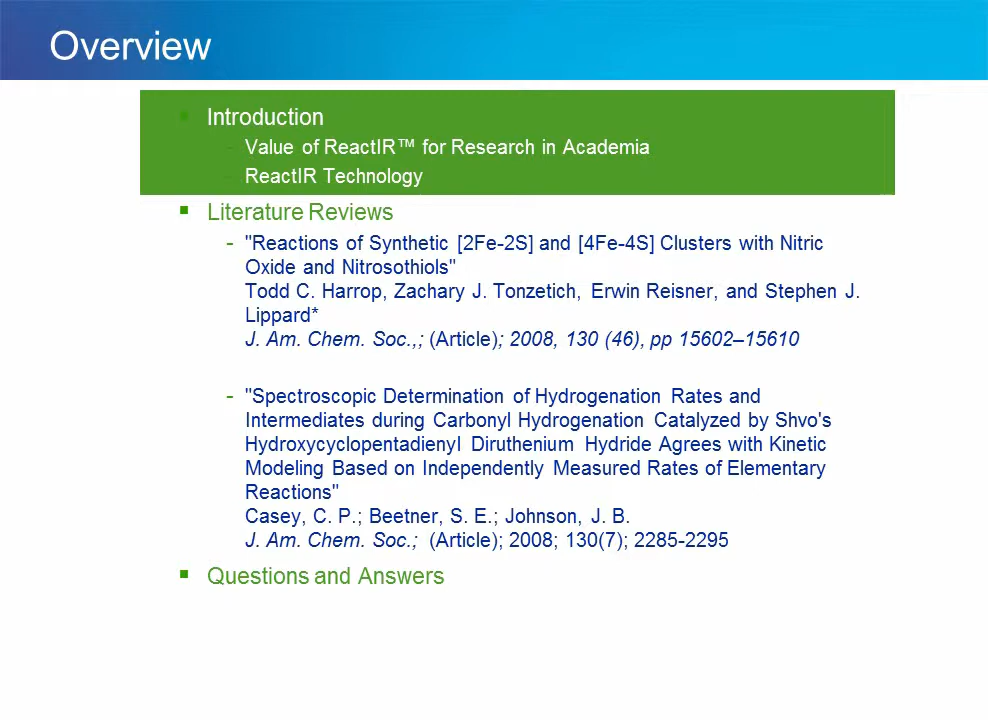 Overview
Introduction
- Value of ReactIR™ for Research in Academia
- ReactIR Technology
Literature Reviews
- "Reactions of Synthetic [2Fe-2S] and [4Fe-4S] Clusters with Nitric
Oxide and Nitrosothiols"
Todd C. Harrop, Zachary J. Tonzetich, Erwin Reisner, and Stephen J.
Lippard*
J. Am. Chem. Soc.,; (Article); 2008, 130 (46), pp 15602–15610
- "Spectroscopic Determination of Hydrogenation Rates and
Intermediates during Carbonyl Hydrogenation Catalyzed by Shvo's
Hydroxycyclopentadienyl Diruthenium Hydride Agrees with Kinetic
Modeling Based on Independently Measured Rates of Elementary
Reactions"
Casey, C. P.; Beetner, S. E.; Johnson, J. B.
J. Am. Chem. Soc.; (Article); 2008; 130(7); 2285-2295
Questions and Answers